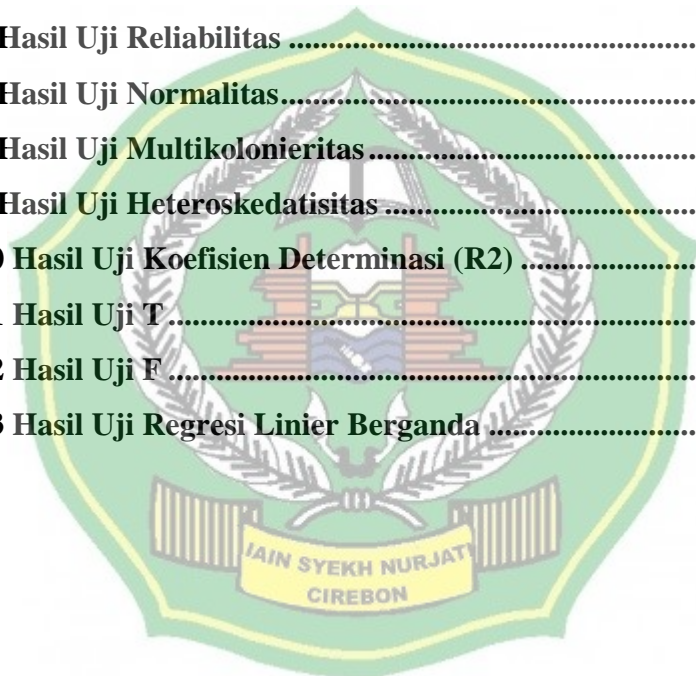 Hasil Uji Reliabilitas ........................................................
Hasil Uji Normalitas.........................................................
Hasil Uji Multikolonieritas.............................................
Hasil Uji Heteroskedatisitas ..........................................
Hasil Uji Koefisien Determinasi (R2) ........................
1 Hasil Uji T .......................................................................
2 Hasil Uji F .......................................................................
3 Hasil Uji Regresi Linier Berganda ............................
IAIN SYEKH NURJATI
CIREBON